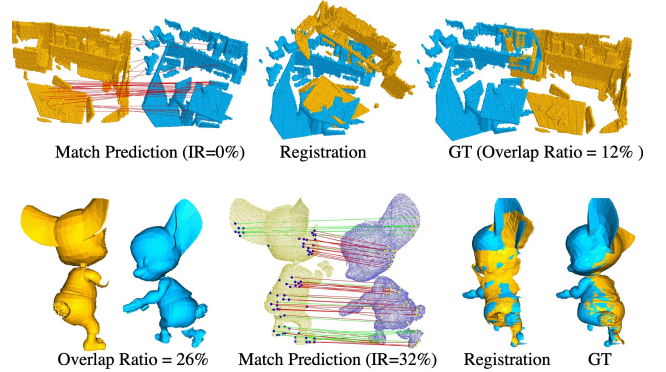 Match Prediction (IR=0%)
Registration
GT (Overlap Ratio = 12% )
Overlap Ratio = 26%
Match Prediction (IR=32%)
Registration
GT